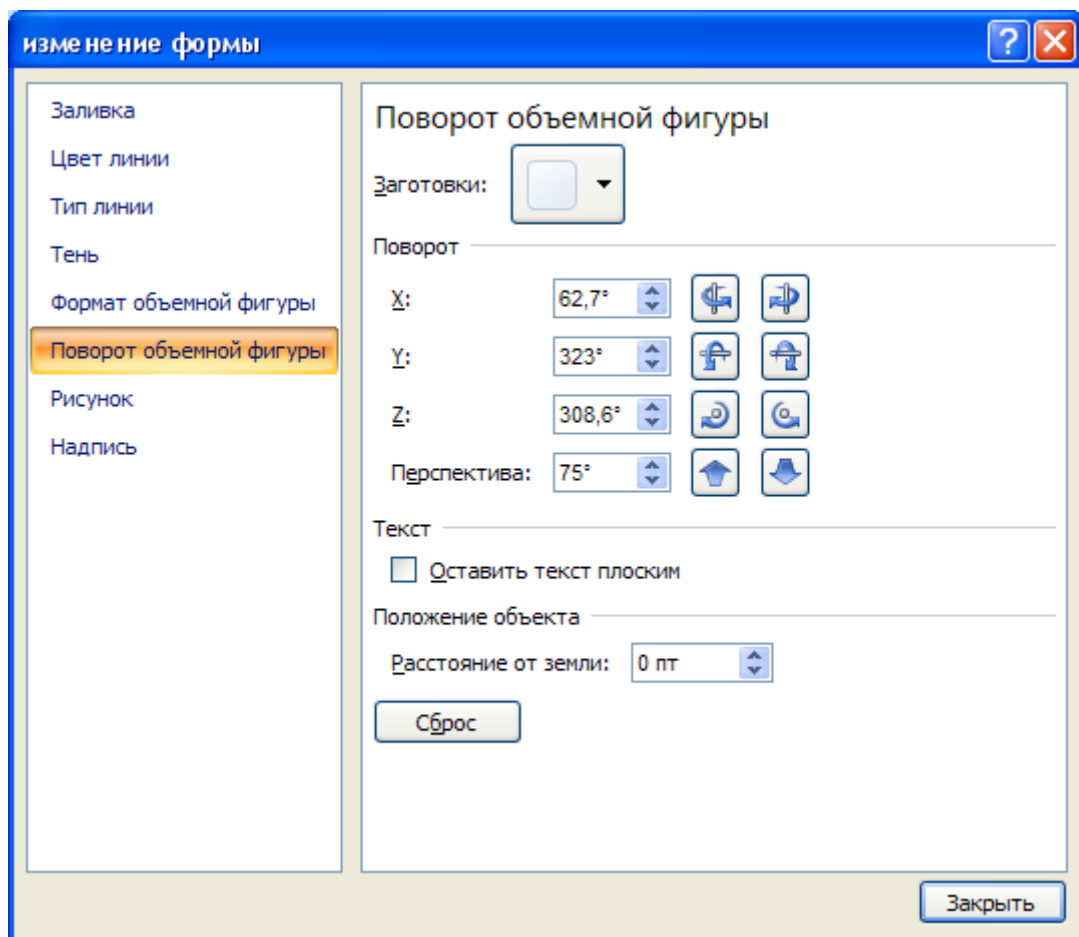 изменение формы
Заливка
Цвет линии
Тип линии
Тень
Формат объемной фигуры
Поворот объемной фигуры
Рисунок
Надпись
Поворот объемной фигуры
Заготовки:
Поворот
X: 62,7°
Y: 323°
Z: 308,6°
Перспектива: 75°
Текст
Оставить текст плоским
Положение объекта
Расстояние от земли: 0 пт
Сброс
Закрыть